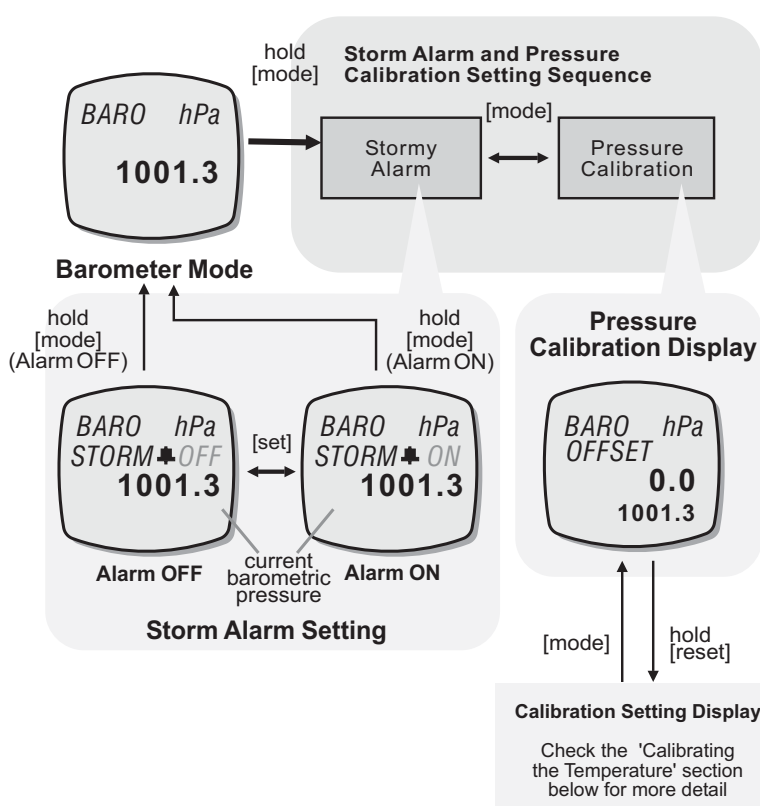 hold
[mode]
Storm Alarm and Pressure
Calibration Setting Sequence
BARO hPa
1001.3
Stormy
Alarm
[mode]
Pressure
Calibration
Barometer Mode
hold
[mode]
(Alarm OFF)
hold
[mode]
(Alarm ON)
BARO hPa
STORM OFF
1001.3
[set]
BARO hPa
STORM ON
1001.3
Alarm OFF
current
barometric
pressure
Alarm ON
Storm Alarm Setting
Pressure
Calibration Display
BARO hPa
OFFSET
0.0
1001.3
[mode]
hold
[reset]
Calibration Setting Display
Check the 'Calibrating
the Temperature' section
below for more detail